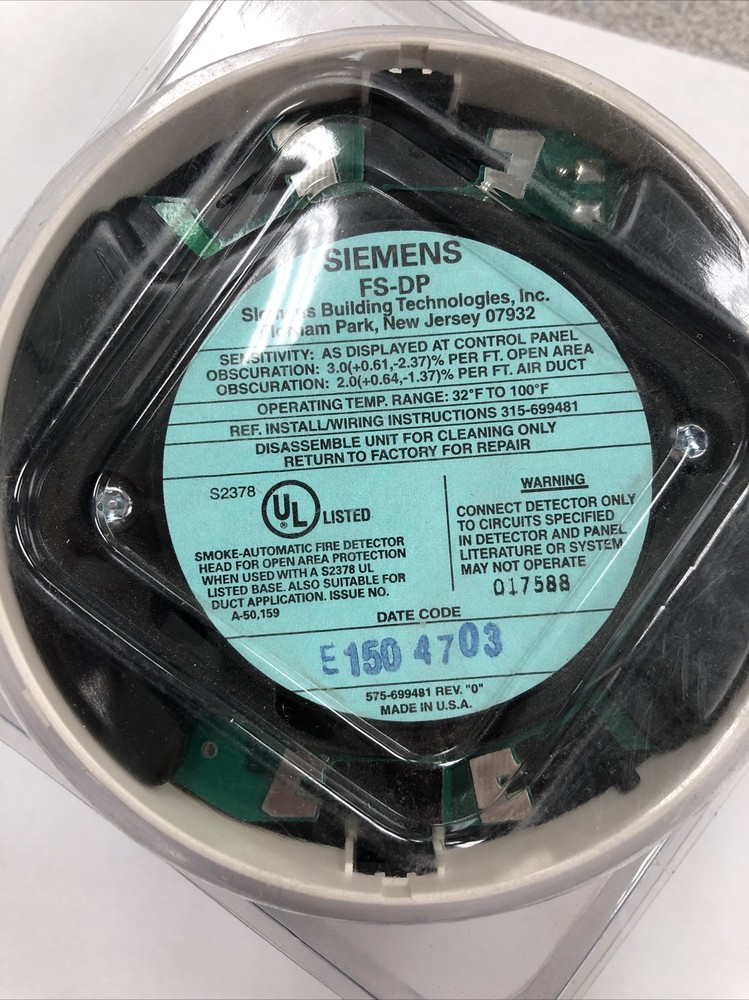 SIEMENS
FS-DP
Siemens Building Technologies, Inc.
Florham Park, New Jersey 07932
SENSITIVITY: AS DISPLAYED AT CONTROL PANEL
OBSCURATION: 3.0(+0.61,-2.37)% PER FT. OPEN AREA
OBSCURATION: 2.0(+0.64,-1.37)% PER FT. AIR DUCT
OPERATING TEMP. RANGE: 32°F TO 100°F
REF. INSTALL/WIRING INSTRUCTIONS 315-699481
DISASSEMBLE UNIT FOR CLEANING ONLY
RETURN TO FACTORY FOR REPAIR
S2378
UL
®
LISTED
SMOKE-AUTOMATIC FIRE DETECTOR
HEAD FOR OPEN AREA PROTECTION
WHEN USED WITH A S2378 UL
LISTED BASE. ALSO SUITABLE FOR
DUCT APPLICATION. ISSUE NO.
A-50,159
WARNING
CONNECT DETECTOR ONLY
TO CIRCUITS SPECIFIED
IN DETECTOR AND PANEL
LITERATURE OR SYSTEM
MAY NOT OPERATE
017588
DATE CODE
E150 4703
575-699481 REV. "0"
MADE IN U.S.A.